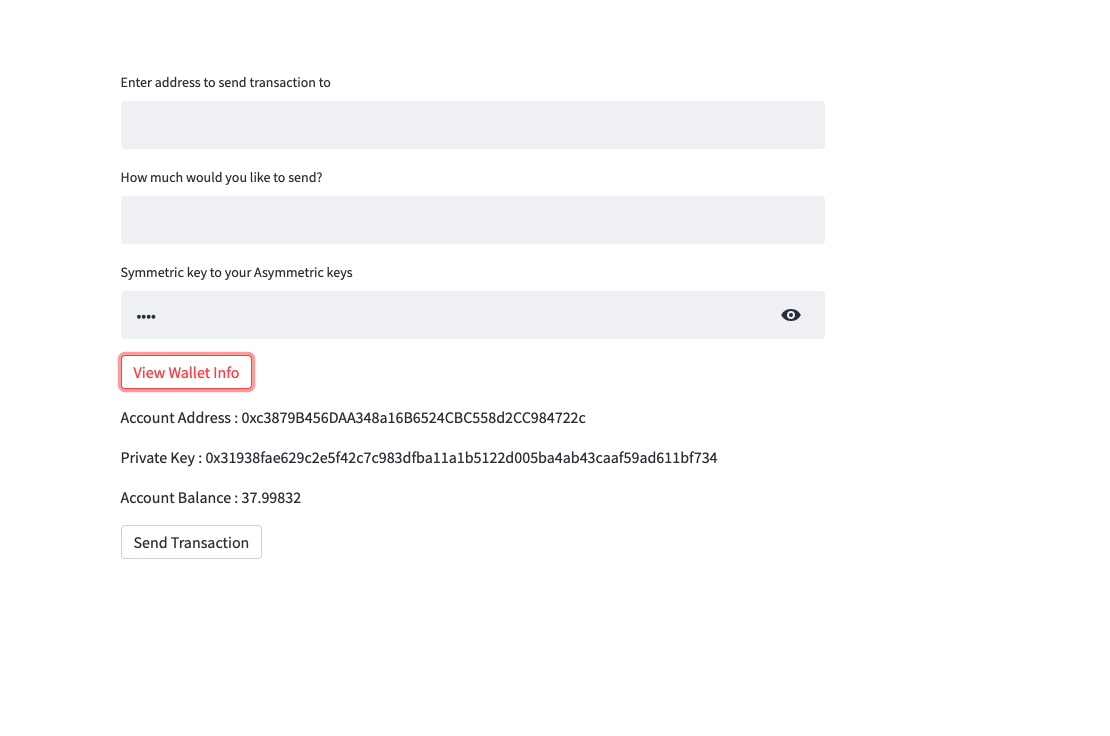 Enter address to send transaction to
How much would you like to send?
Symmetric key to your Asymmetric keys
••••
View Wallet Info
Account Address : 0xc3879B456DAA348a16B6524CBC558d2CC984722c
Private Key : 0x31938fae629c2e5f42c7c983dfba11a1b5122d005ba4ab43caaf59ad611bf734
Account Balance : 37.99832
Send Transaction